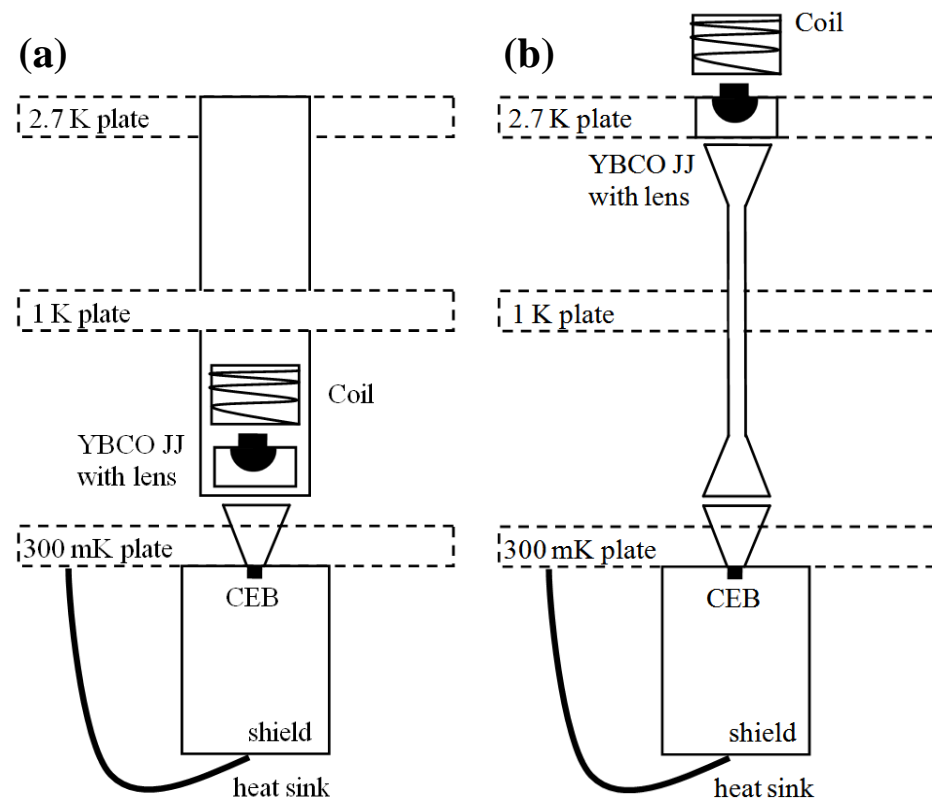 (a)
2.7 K plate
1 K plate
Coil
YBCO JJ
with lens
300 mK plate
CEB
shield
heat sink
(b)
Coil
2.7 K plate
YBCO JJ
with lens
1 K plate
300 mK plate
CEB
shield
heat sink